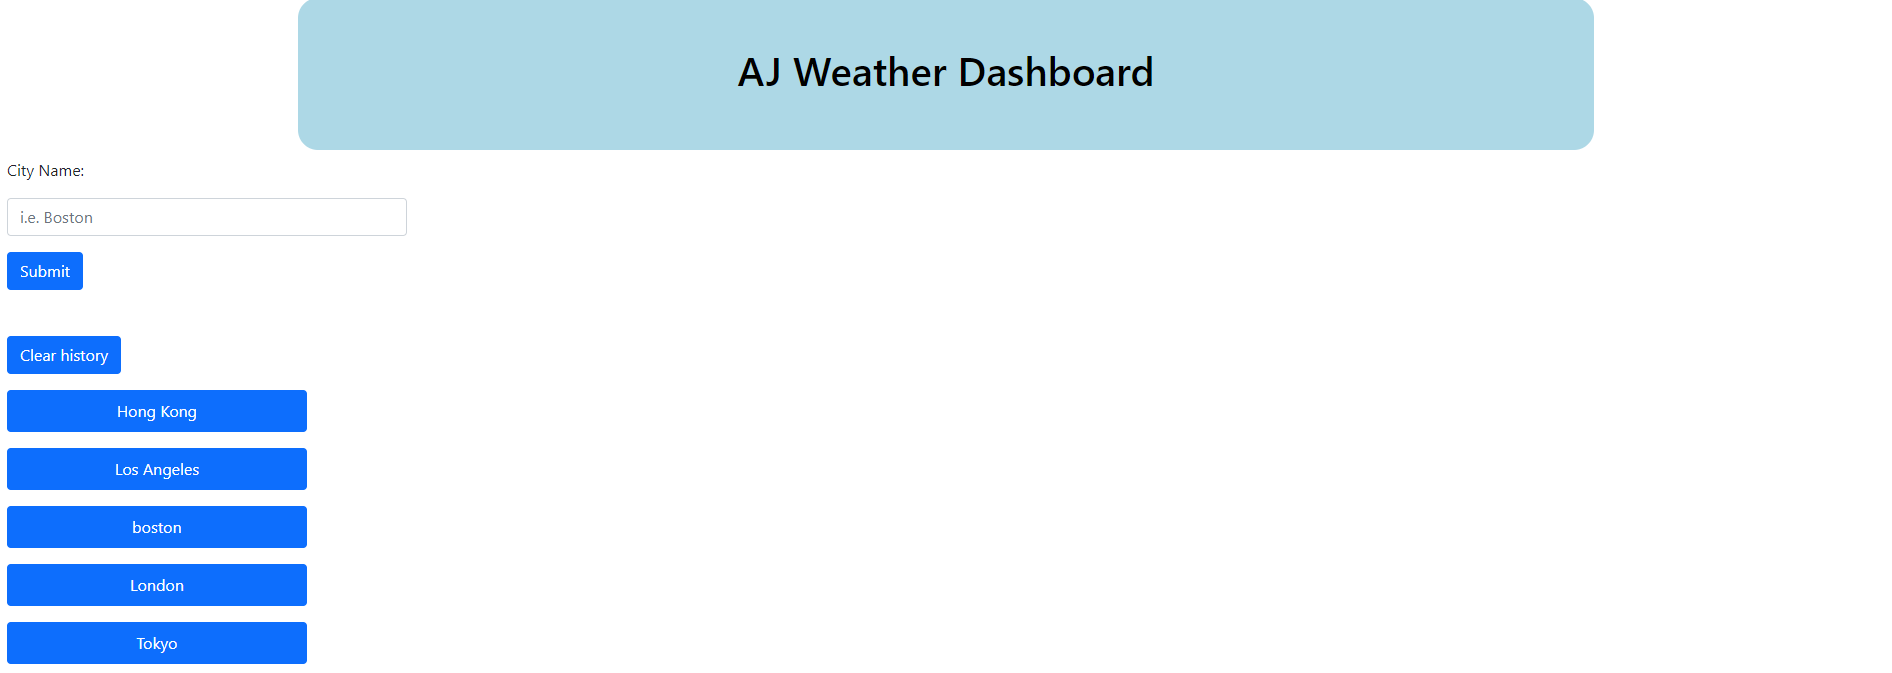 AJ Weather Dashboard
City Name:
i.e. Boston
Submit
Clear history
Hong Kong
Los Angeles
boston
London
Tokyo